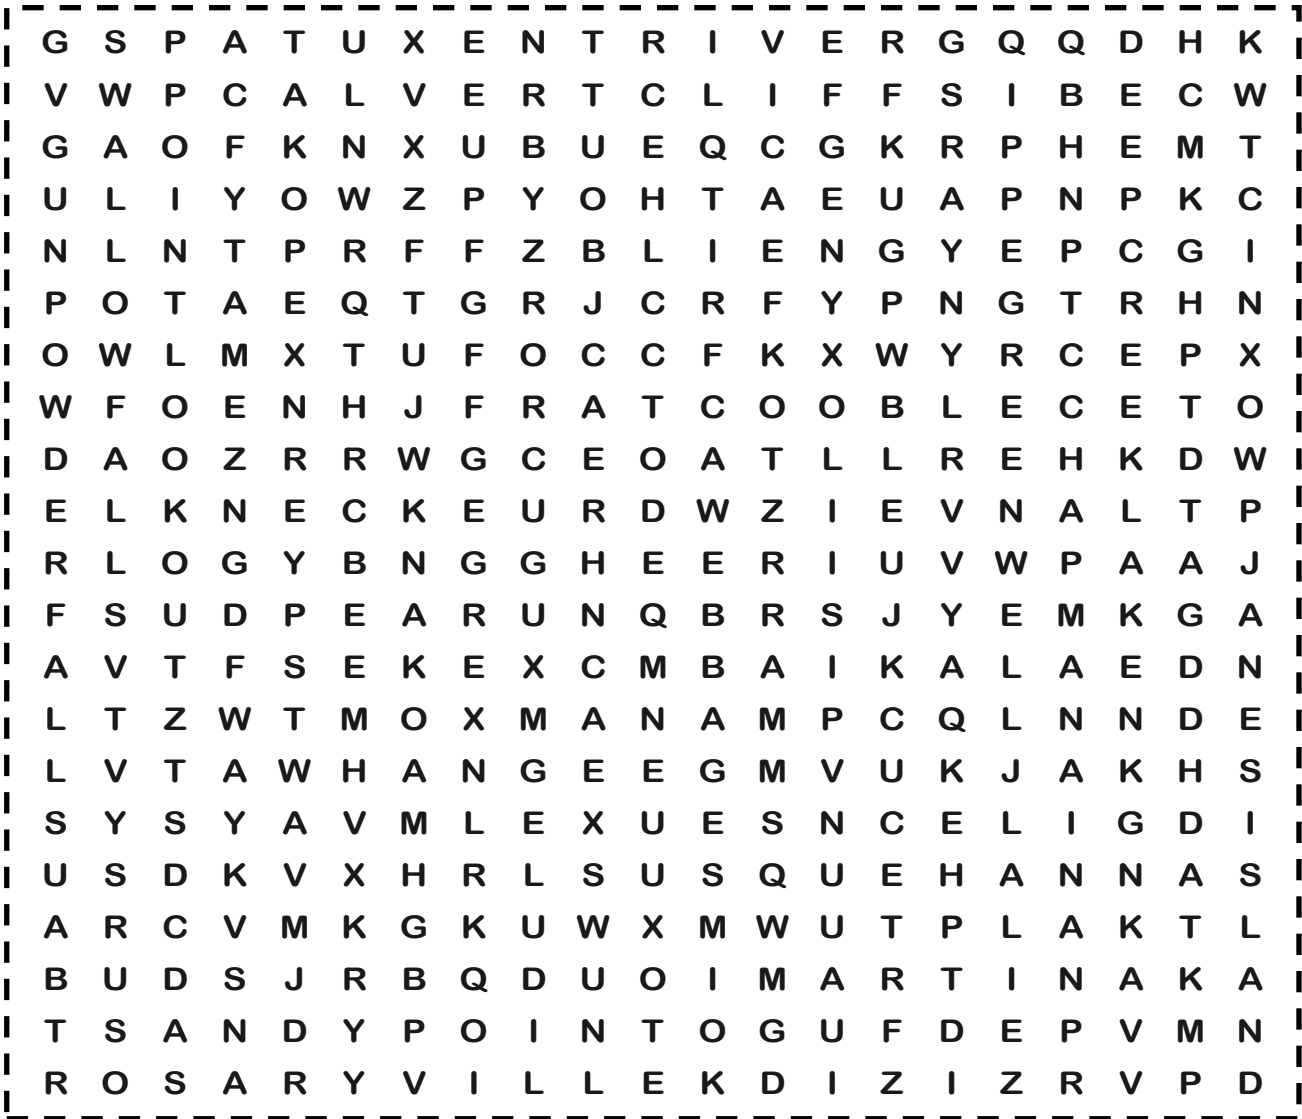 G S P A T U X E N T R I V E R G Q Q D H K
V W P C A L V E R T C L I F F S I B E C W
G A O F K N X U B U E Q C G K R P H E M T
U L I Y O W Z P Y O H T A E U A P N P K C
N L N T P R F F Z B L I E N G Y E P C G I
P O T A E Q T G R J C R F Y P N G T R H N
O W L M X T U F O C C F K X W Y R C E P X
W F O E N H J F R A T C O O B L E C E T O
D A O Z R R W G C E O A T L L R E H K D W
E L K N E C K E U R D W Z I E V N A L T P
R L O G Y B N G G H E E R I U V W P A A J
F S U D P E A R U N Q B R S J Y E M K G A
A V T F S E K E X C M B A I K A L A E D N
L T Z W T M O X M A N A M P C Q L N N D E
L V T A W H A N G E E G M V U K J A K H S
S Y S Y A V M L E X U E S N C E L I G D I
U S D K V X H R L S U S Q U E H A N N A S
A R C V M K G K U W X M W U T P L A K T L
B U D S J R B Q D U O I M A R T I N A K A
T S A N D Y P O I N T O G U F D E P V M N
R O S A R Y V I L L E K D I Z I Z R V P D